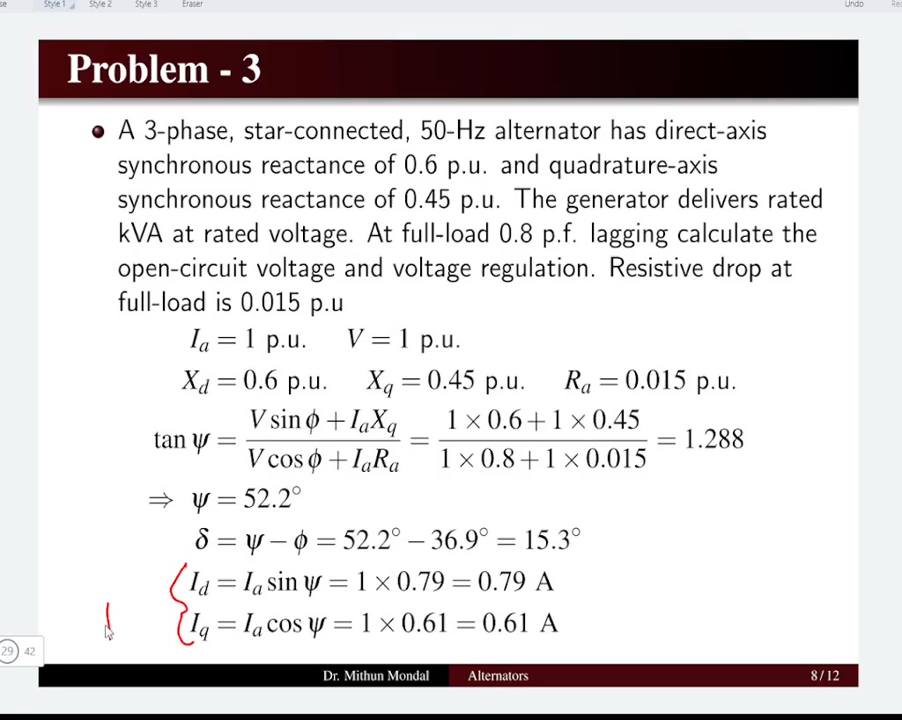 Style 1 Style 2 Style 3 Eraser Undo
Problem - 3
A 3-phase, star-connected, 50-Hz alternator has direct-axis
synchronous reactance of 0.6 p.u. and quadrature-axis
synchronous reactance of 0.45 p.u. The generator delivers rated
kVA at rated voltage. At full-load 0.8 p.f. lagging calculate the
open-circuit voltage and voltage regulation. Resistive drop at
full-load is 0.015 p.u
I_a = 1 p.u. V = 1 p.u.
X_d = 0.6 p.u. X_q = 0.45 p.u. R_a = 0.015 p.u.
tan ψ = (V sin ϕ + I_a X_q) / (V cos ϕ + I_a R_a) = (1 × 0.6 + 1 × 0.45) / (1 × 0.8 + 1 × 0.015) = 1.288
⇒ ψ = 52.2°
δ = ψ − ϕ = 52.2° − 36.9° = 15.3°
I_d = I_a sin ψ = 1 × 0.79 = 0.79 A
I_q = I_a cos ψ = 1 × 0.61 = 0.61 A
29 42
Dr. Mithun Mondal Alternators 8/12